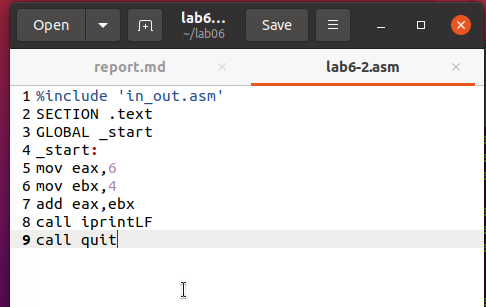 Open
lab6...
~/lab06
Save
report.md
lab6-2.asm
1 %include 'in_out.asm'
2 SECTION .text
3 GLOBAL _start
4 _start:
5 mov eax,6
6 mov ebx,4
7 add eax,ebx
8 call iprintLF
9 call quit